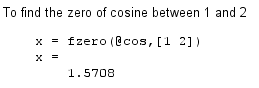 To find the zero of cosine between 1 and 2
x = fzero(@cos,[1 2])
x =
1.5708